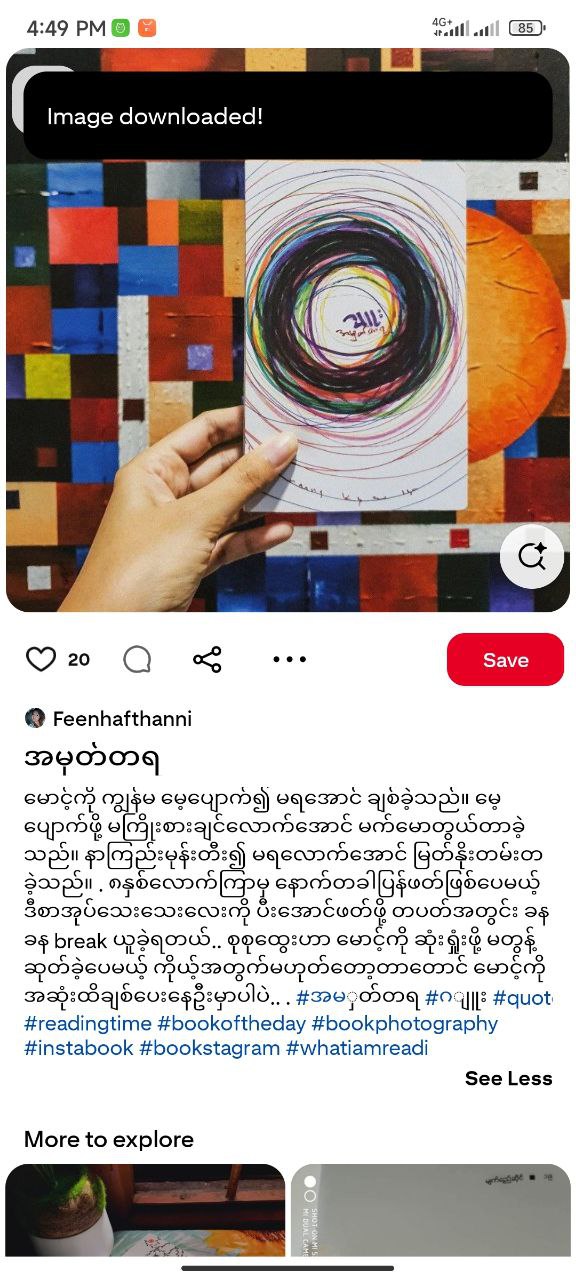 4:49 PM
4G+
85
Image downloaded!
ဂျူး
20
Save
Feenhafthanni
အမှတ်တရ
မောင့်ကို ကျွန်မ မေ့ပျောက်၍ မရအောင် ချစ်ခဲ့သည်။ မေ့
ပျောက်ဖို့ မကြိုးစားချင်လောက်အောင် မက်မောတွယ်တာခဲ့
သည်။ နာကြည်းမုန်းတီး၍ မရလောက်အောင် မြတ်နိုးတမ်းတ
ခဲ့သည်။ . ၈နှစ်လောက်ကြာမှ နောက်တခါပြန်ဖတ်ဖြစ်ပေမယ့်
ဒီစာအုပ်သေးသေးလေးကို ပီးအောင်ဖတ်ဖို့ တပတ်အတွင်း ခန
ခန break ယူခဲ့ရတယ်.. စုစုထွေးဟာ မောင့်ကို ဆုံးရှုံးဖို့ မတွန့်
ဆုတ်ခဲ့ပေမယ့် ကိုယ့်အတွက်မဟုတ်တော့တာတောင် မောင့်ကို
အဆုံးထိချစ်ပေးနေဦးမှာပါပဲ.. . #အမှတ်တရ #ဂျူး #quot
#readingtime #bookoftheday #bookphotography
#instabook #bookstagram #whatiamreadi
See Less
More to explore
SHOT ON MI 5
MI DUAL CAME